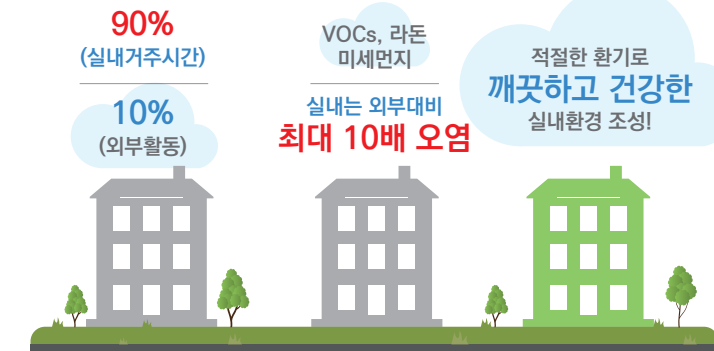 90%
(실내거주시간)
10%
(외부활동)
VOCs, 라돈
미세먼지
실내는 외부대비
최대 10배 오염
적절한 환기로
깨끗하고 건강한
실내환경 조성!